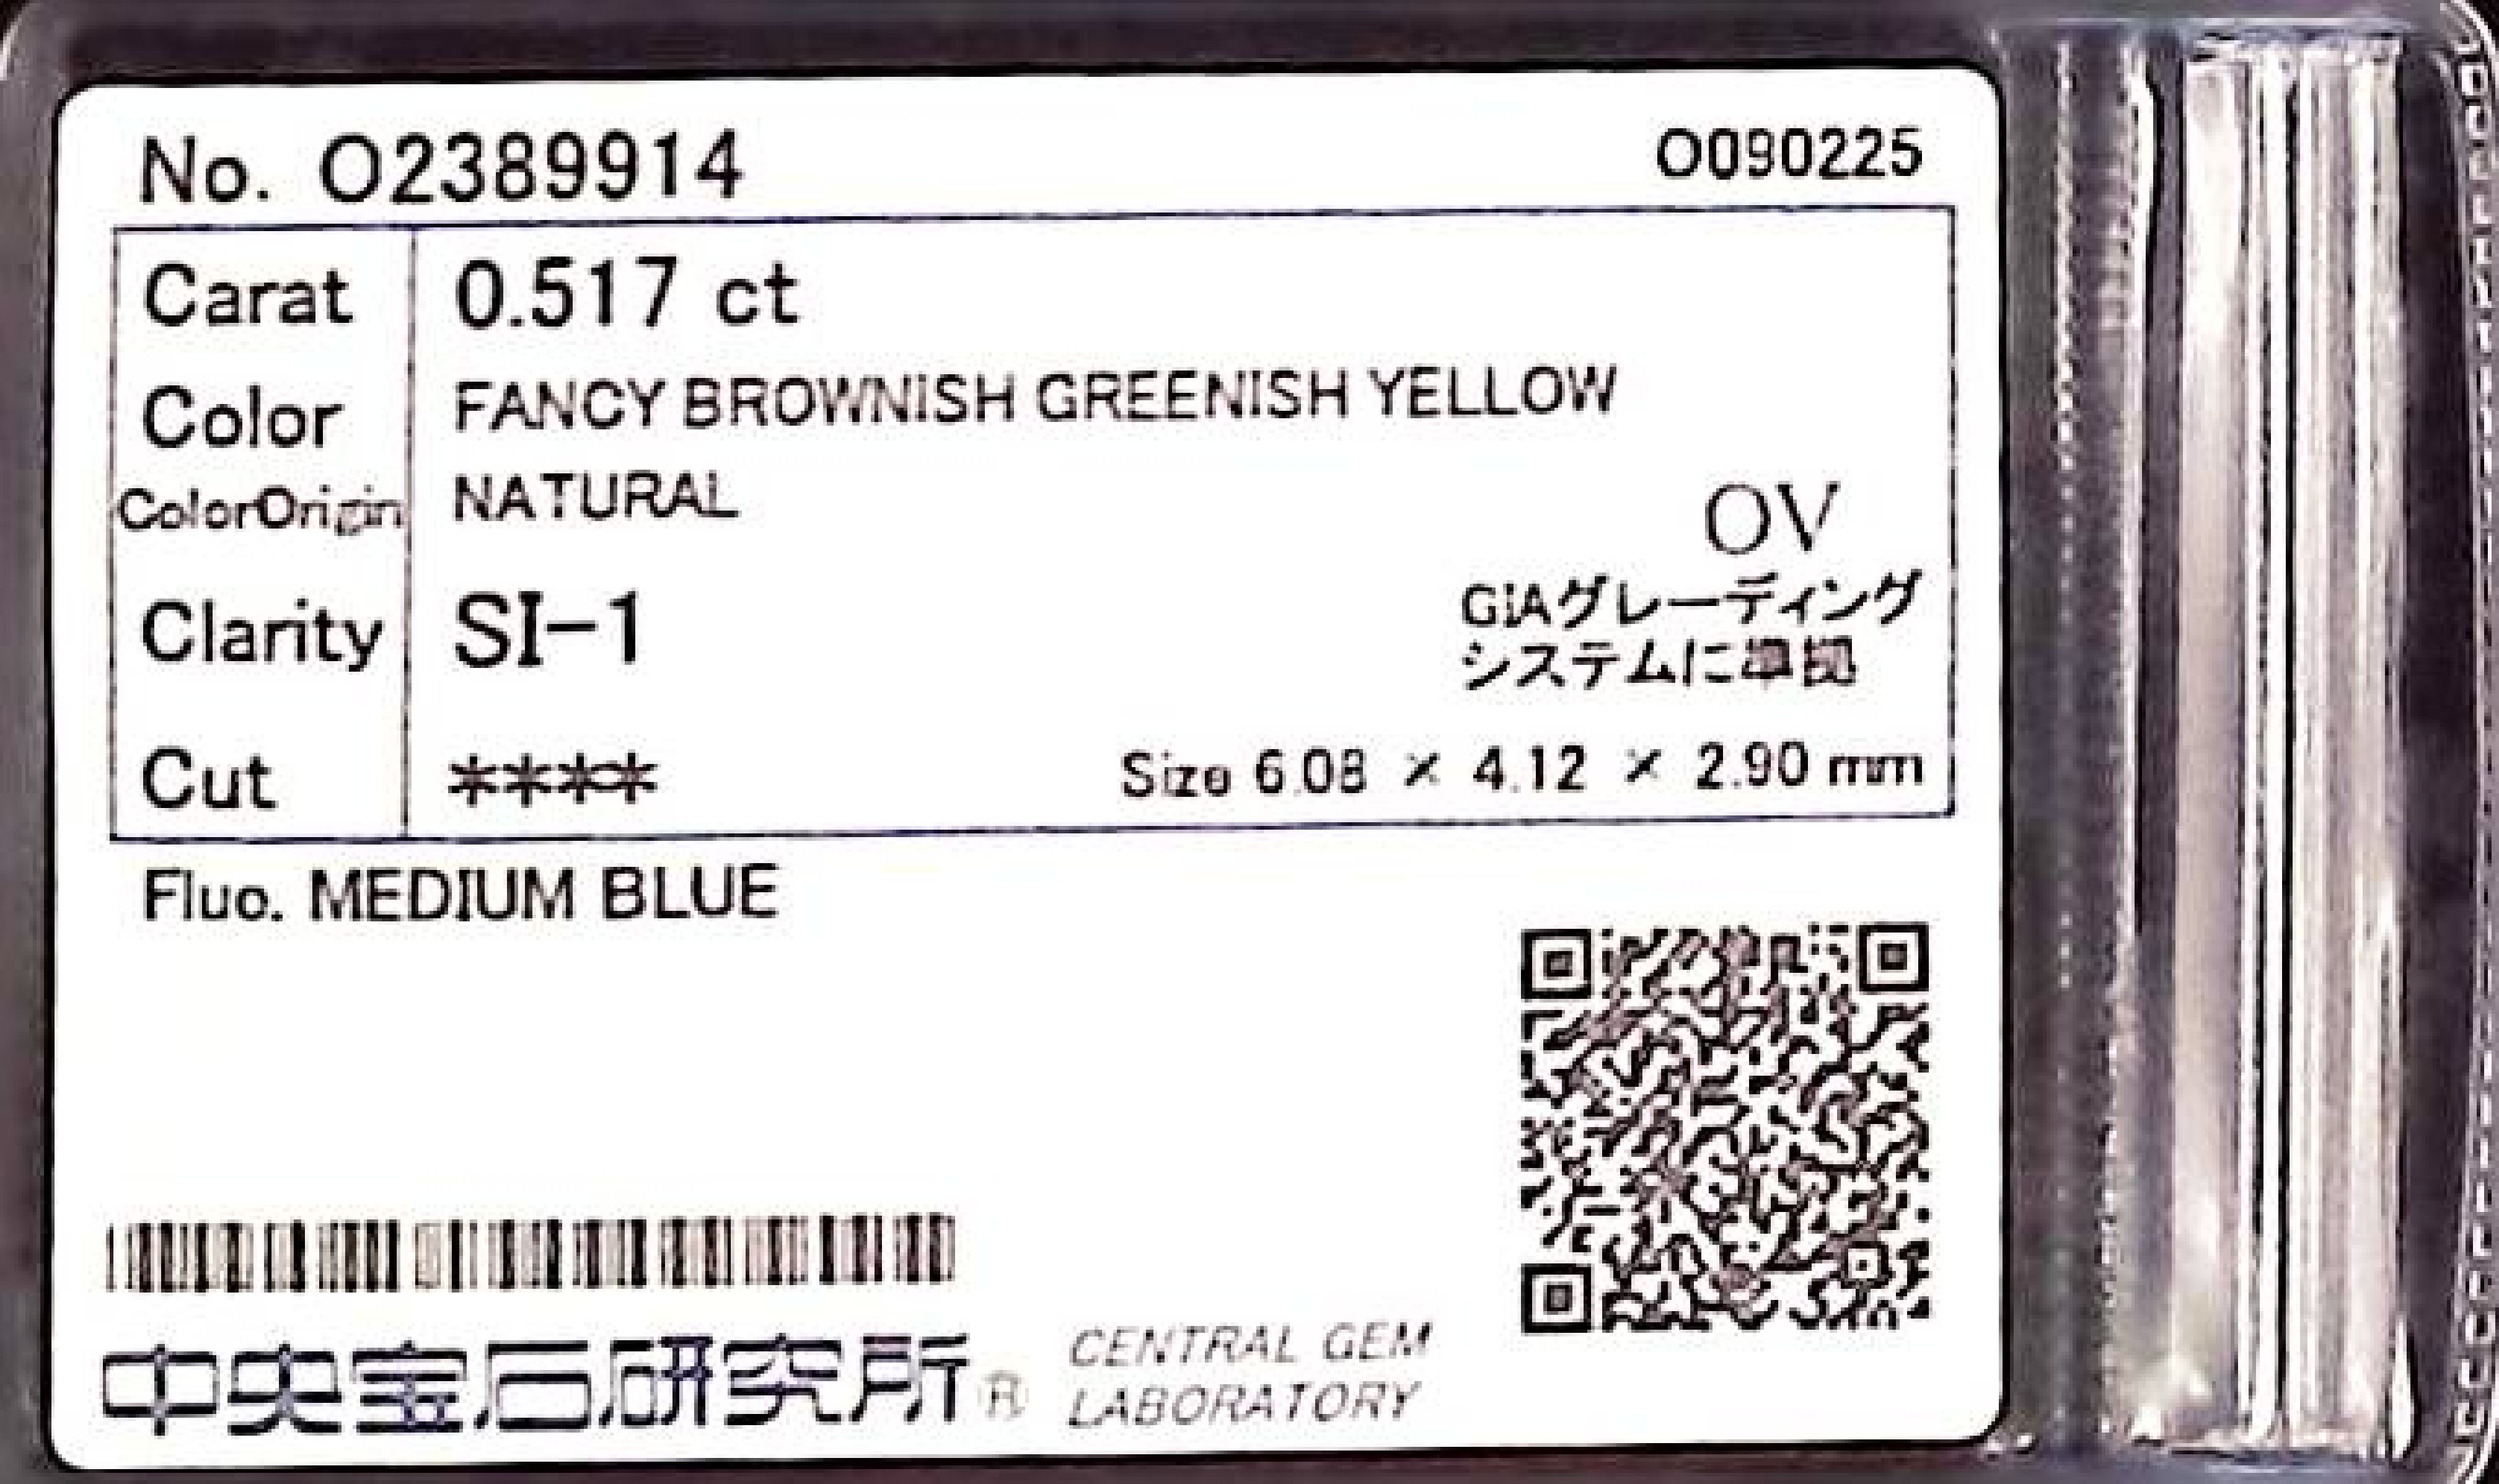 No. O2389914
O090225
Carat 0.517 ct
Color FANCY BROWNISH GREENISH YELLOW
ColorOrigin NATURAL
OV
GIAグレーディング
システムに準拠
Clarity SI-1
Cut ****
Size 6.08 × 4.12 × 2.90 mm
Fluo. MEDIUM BLUE
中央宝石研究所®
CENTRAL GEM
LABORATORY